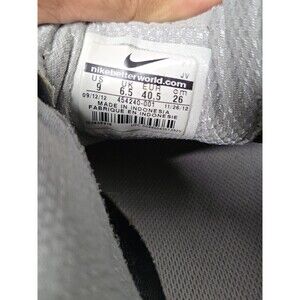 nikebetterworld.com
US UK EUR cm
9 6.5 40.5 26
09/12/12 454240-001 11/26/12
MADE IN INDONESIA
FABRIQUE EN INDONESIE